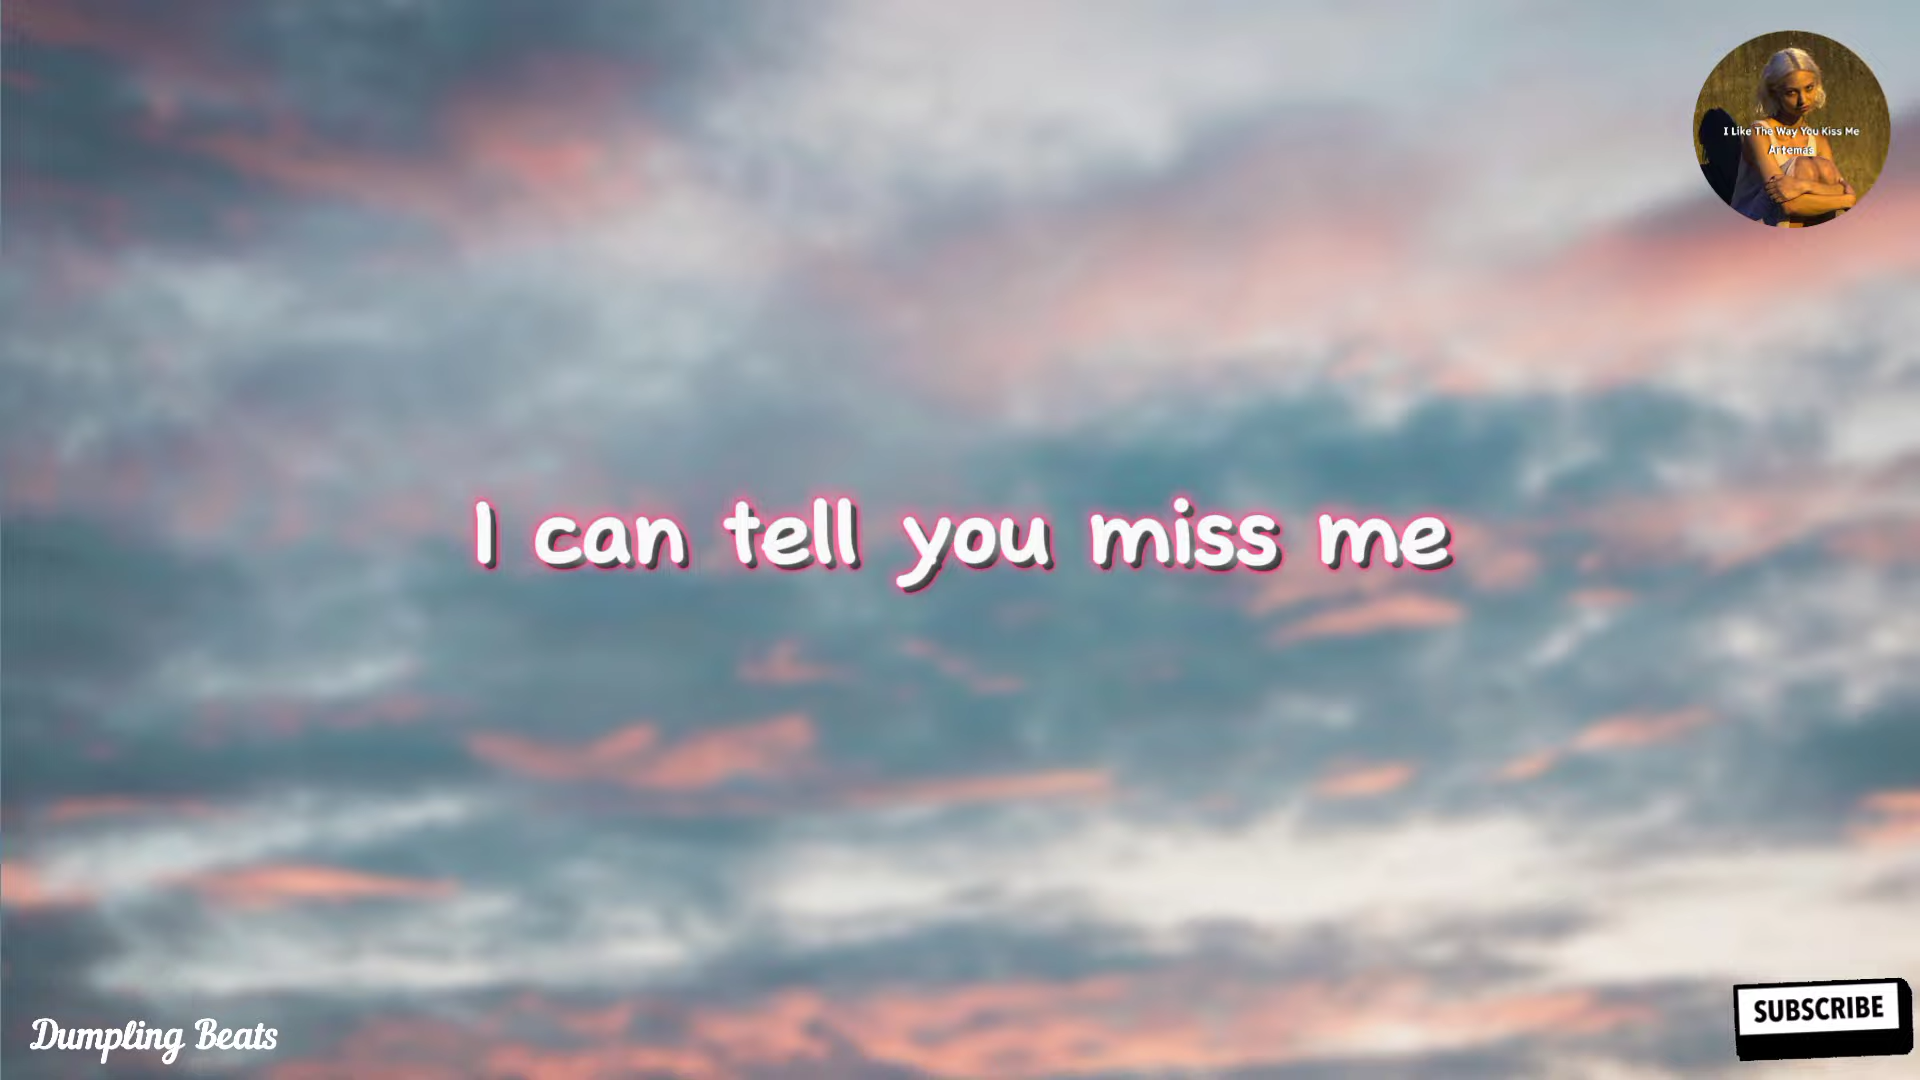 I Like The Way You Kiss Me
Artemas
I can tell you miss me
Dumpling Beats
SUBSCRIBE